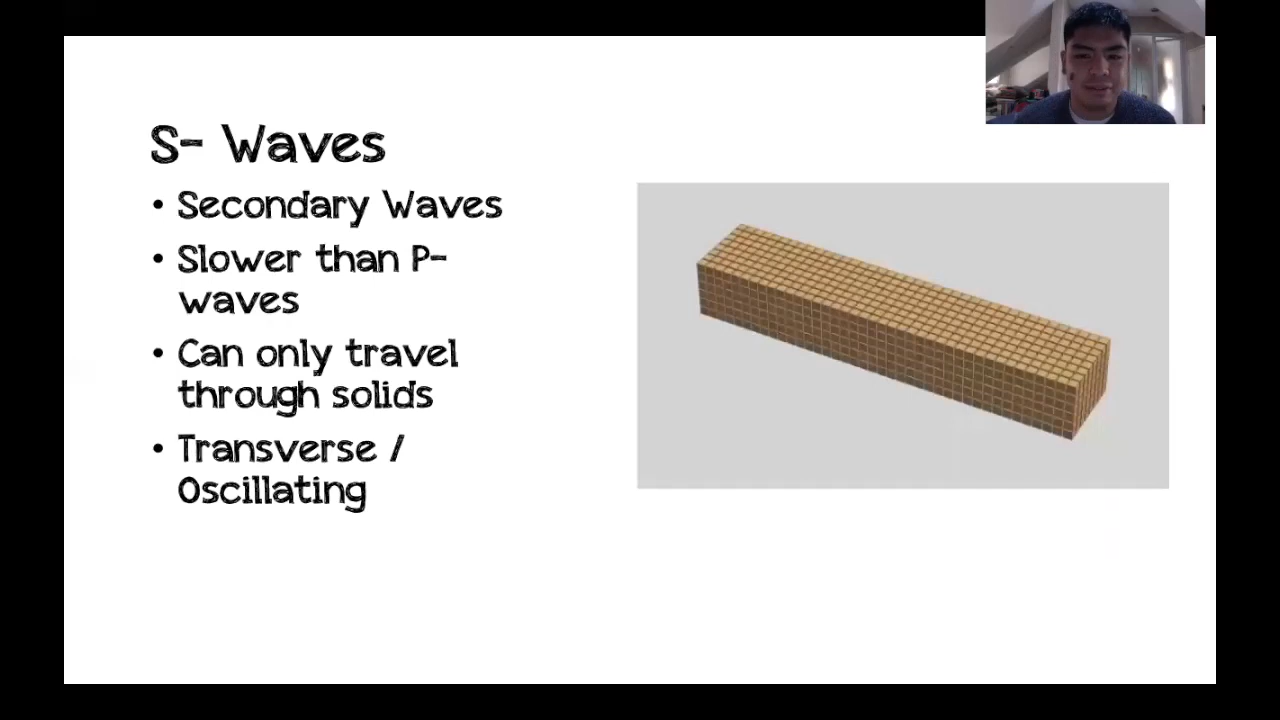 S- Waves
• Secondary Waves
• Slower than P-
waves
• Can only travel
through solids
• Transverse /
Oscillating